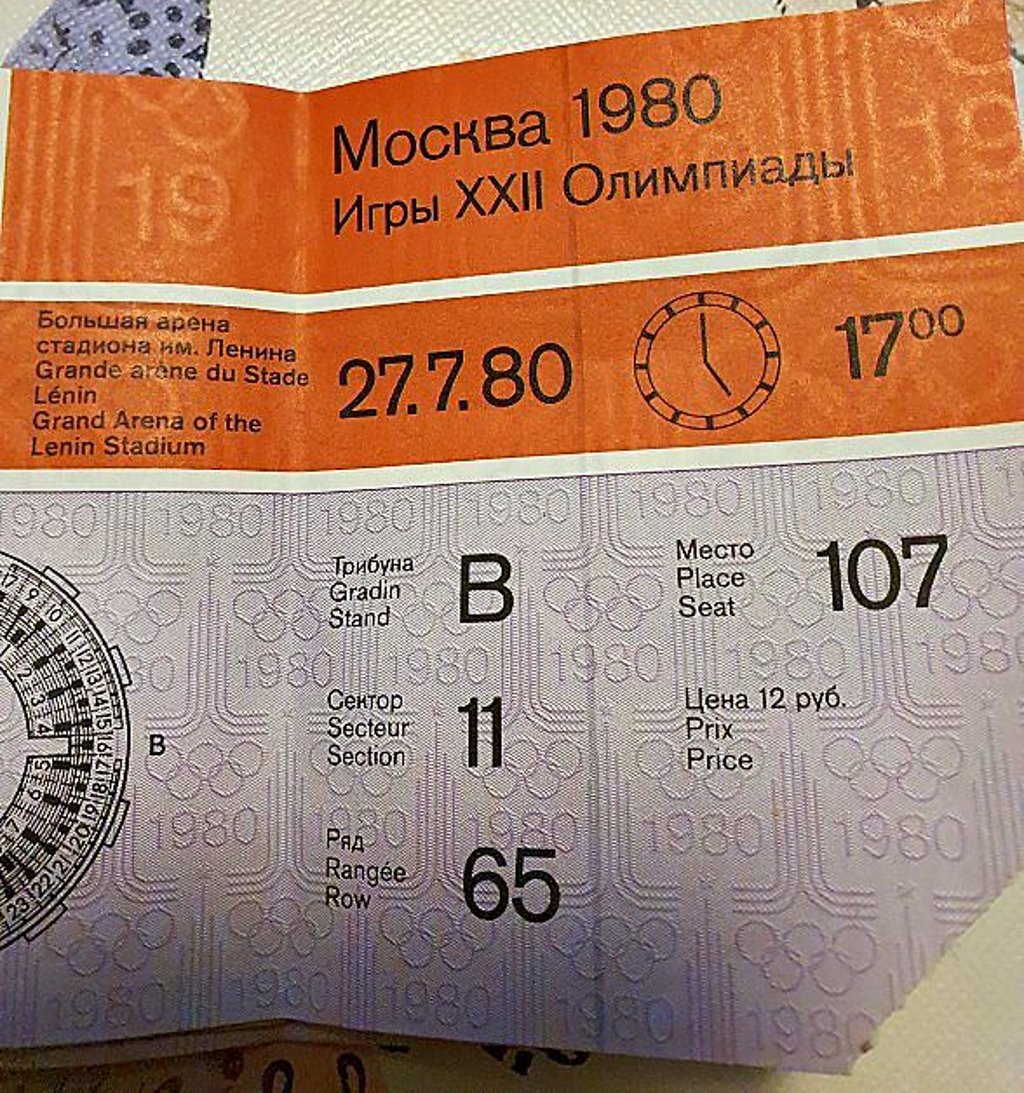 Москва 1980
Игры XXII Олимпиады
Большая арена
стадиона им. Ленина
Grande arène du Stade
Lénin
Grand Arena of the
Lenin Stadium
27.7.80
17⁰⁰
Трибуна
Gradin
Stand
B
Место
Place
Seat
107
Сектор
Secteur
Section
11
Цена 12 руб.
Prix
Price
Ряд
Rangée
Row
65
B